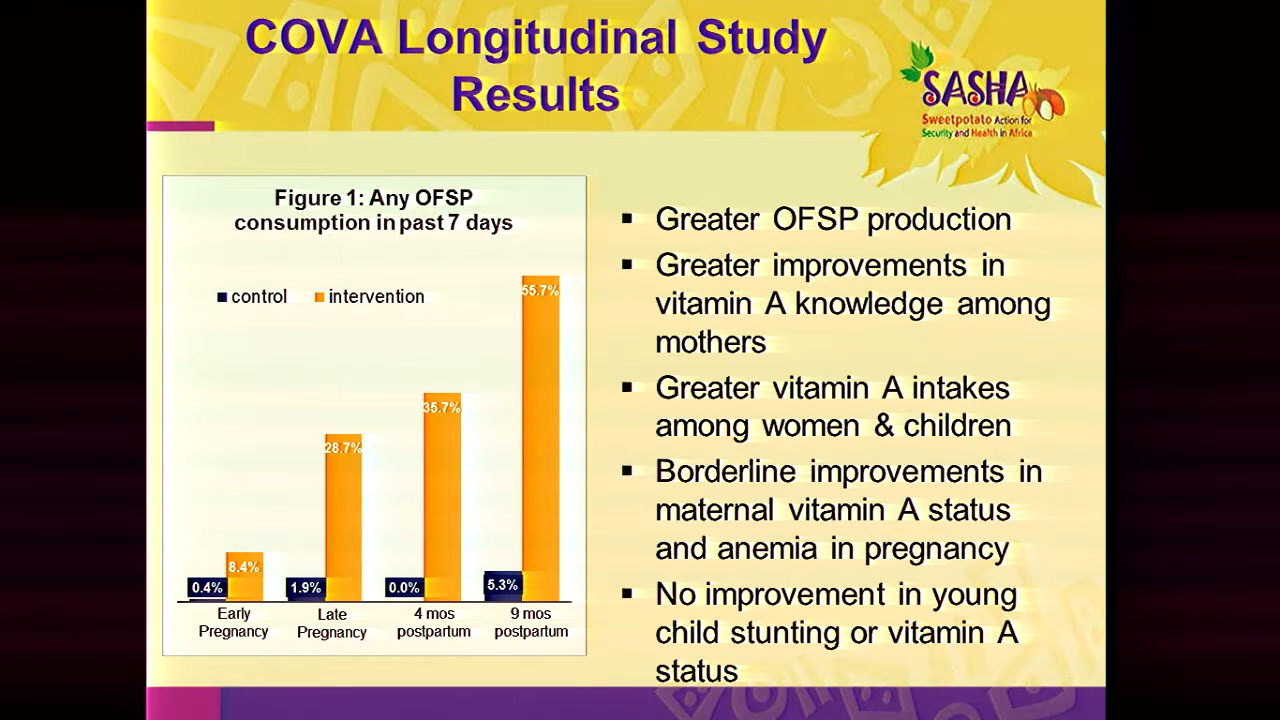 COVA Longitudinal Study
Results
SASHA
Sweetpotato Action for
Security and Health in Africa
Figure 1: Any OFSP
consumption in past 7 days
control intervention
55.7%
35.7%
28.7%
8.4%
0.4% 1.9% 0.0% 5.3%
Early Late 4 mos 9 mos
Pregnancy Pregnancy postpartum postpartum
▪ Greater OFSP production
▪ Greater improvements in
vitamin A knowledge among
mothers
▪ Greater vitamin A intakes
among women & children
▪ Borderline improvements in
maternal vitamin A status
and anemia in pregnancy
▪ No improvement in young
child stunting or vitamin A
status